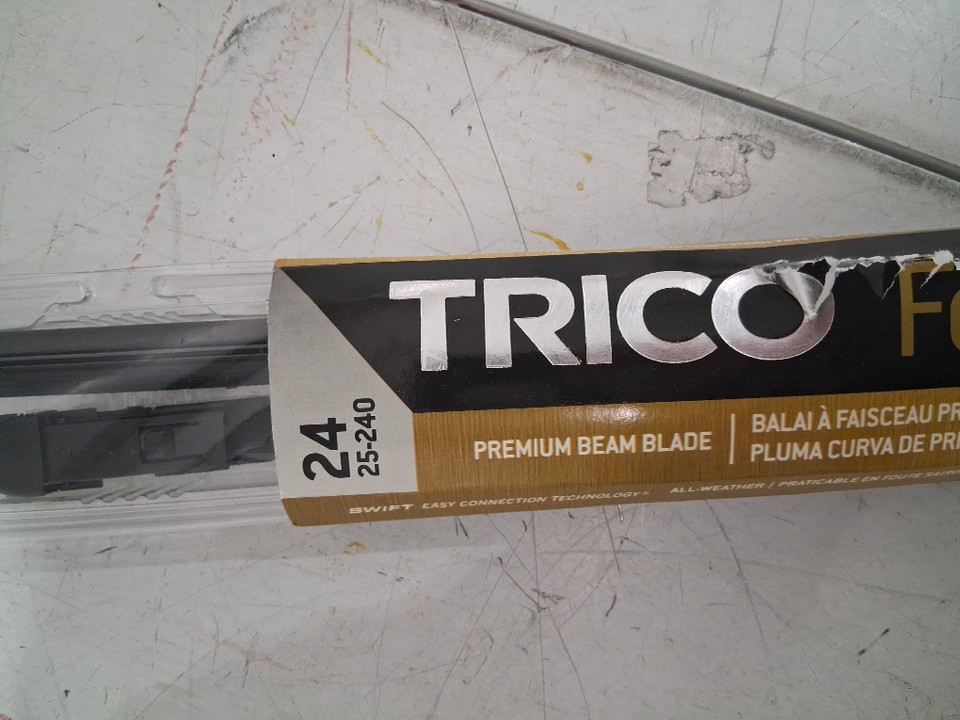 TRICO
24
25-240
PREMIUM BEAM BLADE
BALAI À FAISCEAU
PLUMA CURVA DE
SWIFT EASY CONNECTION TECHNOLOGY
ALL-WEATHER | PRATICABLE EN TOUTE